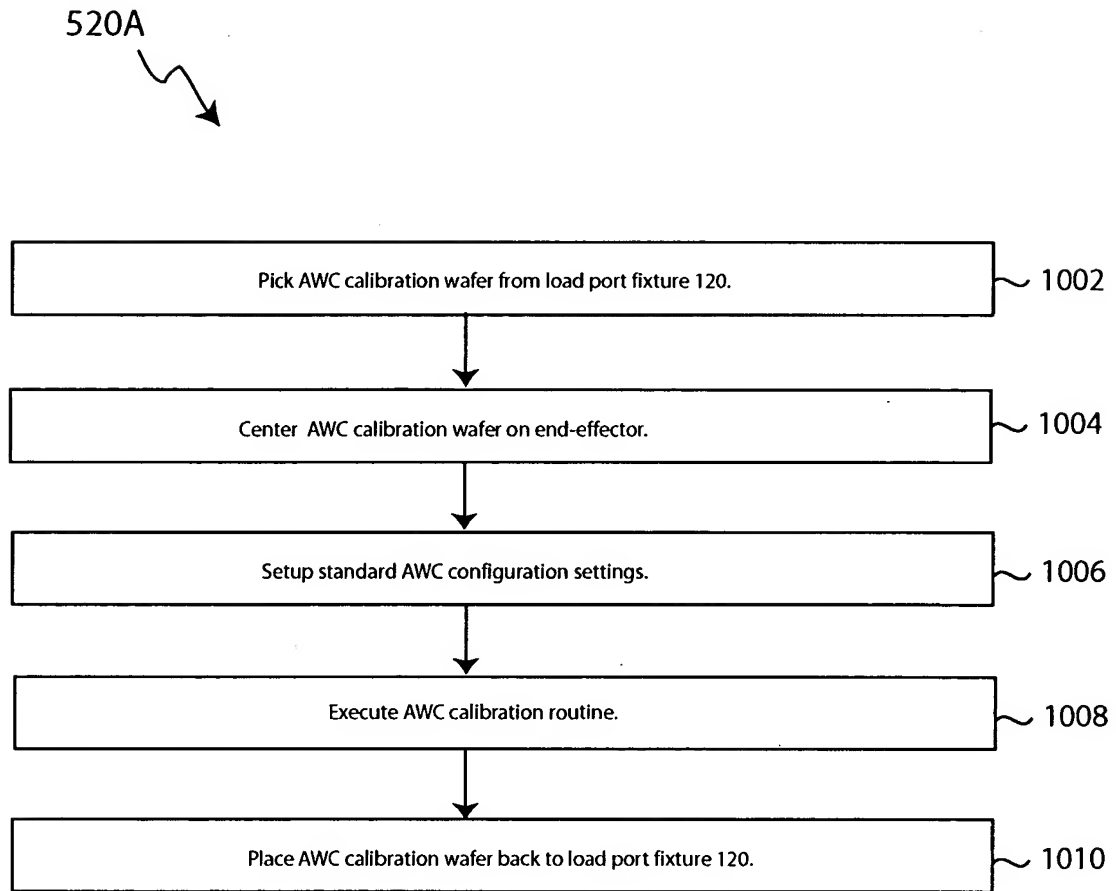 520A
Pick AWC calibration wafer from load port fixture 120.
1002
Center AWC calibration wafer on end-effector.
1004
Setup standard AWC configuration settings.
1006
Execute AWC calibration routine.
1008
Place AWC calibration wafer back to load port fixture 120.
1010